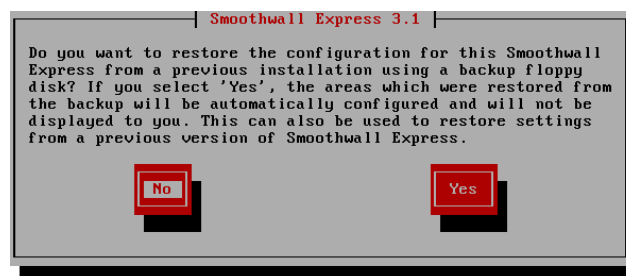 Smoothwall Express 3.1
Do you want to restore the configuration for this Smoothwall
Express from a previous installation using a backup floppy
disk? If you select 'Yes', the areas which were restored from
the backup will be automatically configured and will not be
displayed to you. This can also be used to restore settings
from a previous version of Smoothwall Express.
No Yes